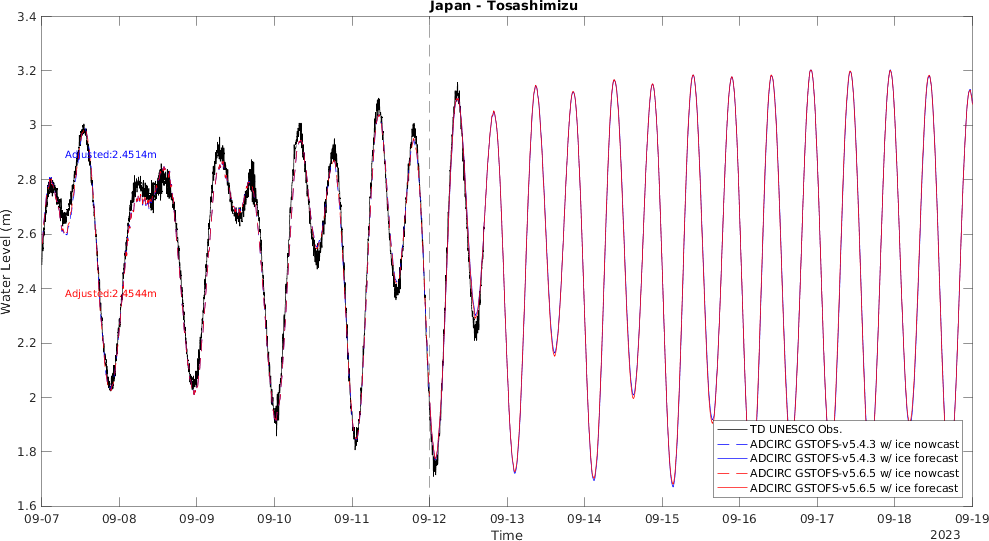 Japan - Tosashimizu
3.4
3.2
3
2.8
2.6
2.4
2.2
2
1.8
1.6
Water Level (m)
Adjusted:2.4514m
Adjusted:2.4544m
TD UNESCO Obs.
ADCIRC GSTOFS-v5.4.3 w/ ice nowcast
ADCIRC GSTOFS-v5.4.3 w/ ice forecast
ADCIRC GSTOFS-v5.6.5 w/ ice nowcast
ADCIRC GSTOFS-v5.6.5 w/ ice forecast
09-07 09-08 09-09 09-10 09-11 09-12 09-13 09-14 09-15 09-16 09-17 09-18 09-19
Time
2023